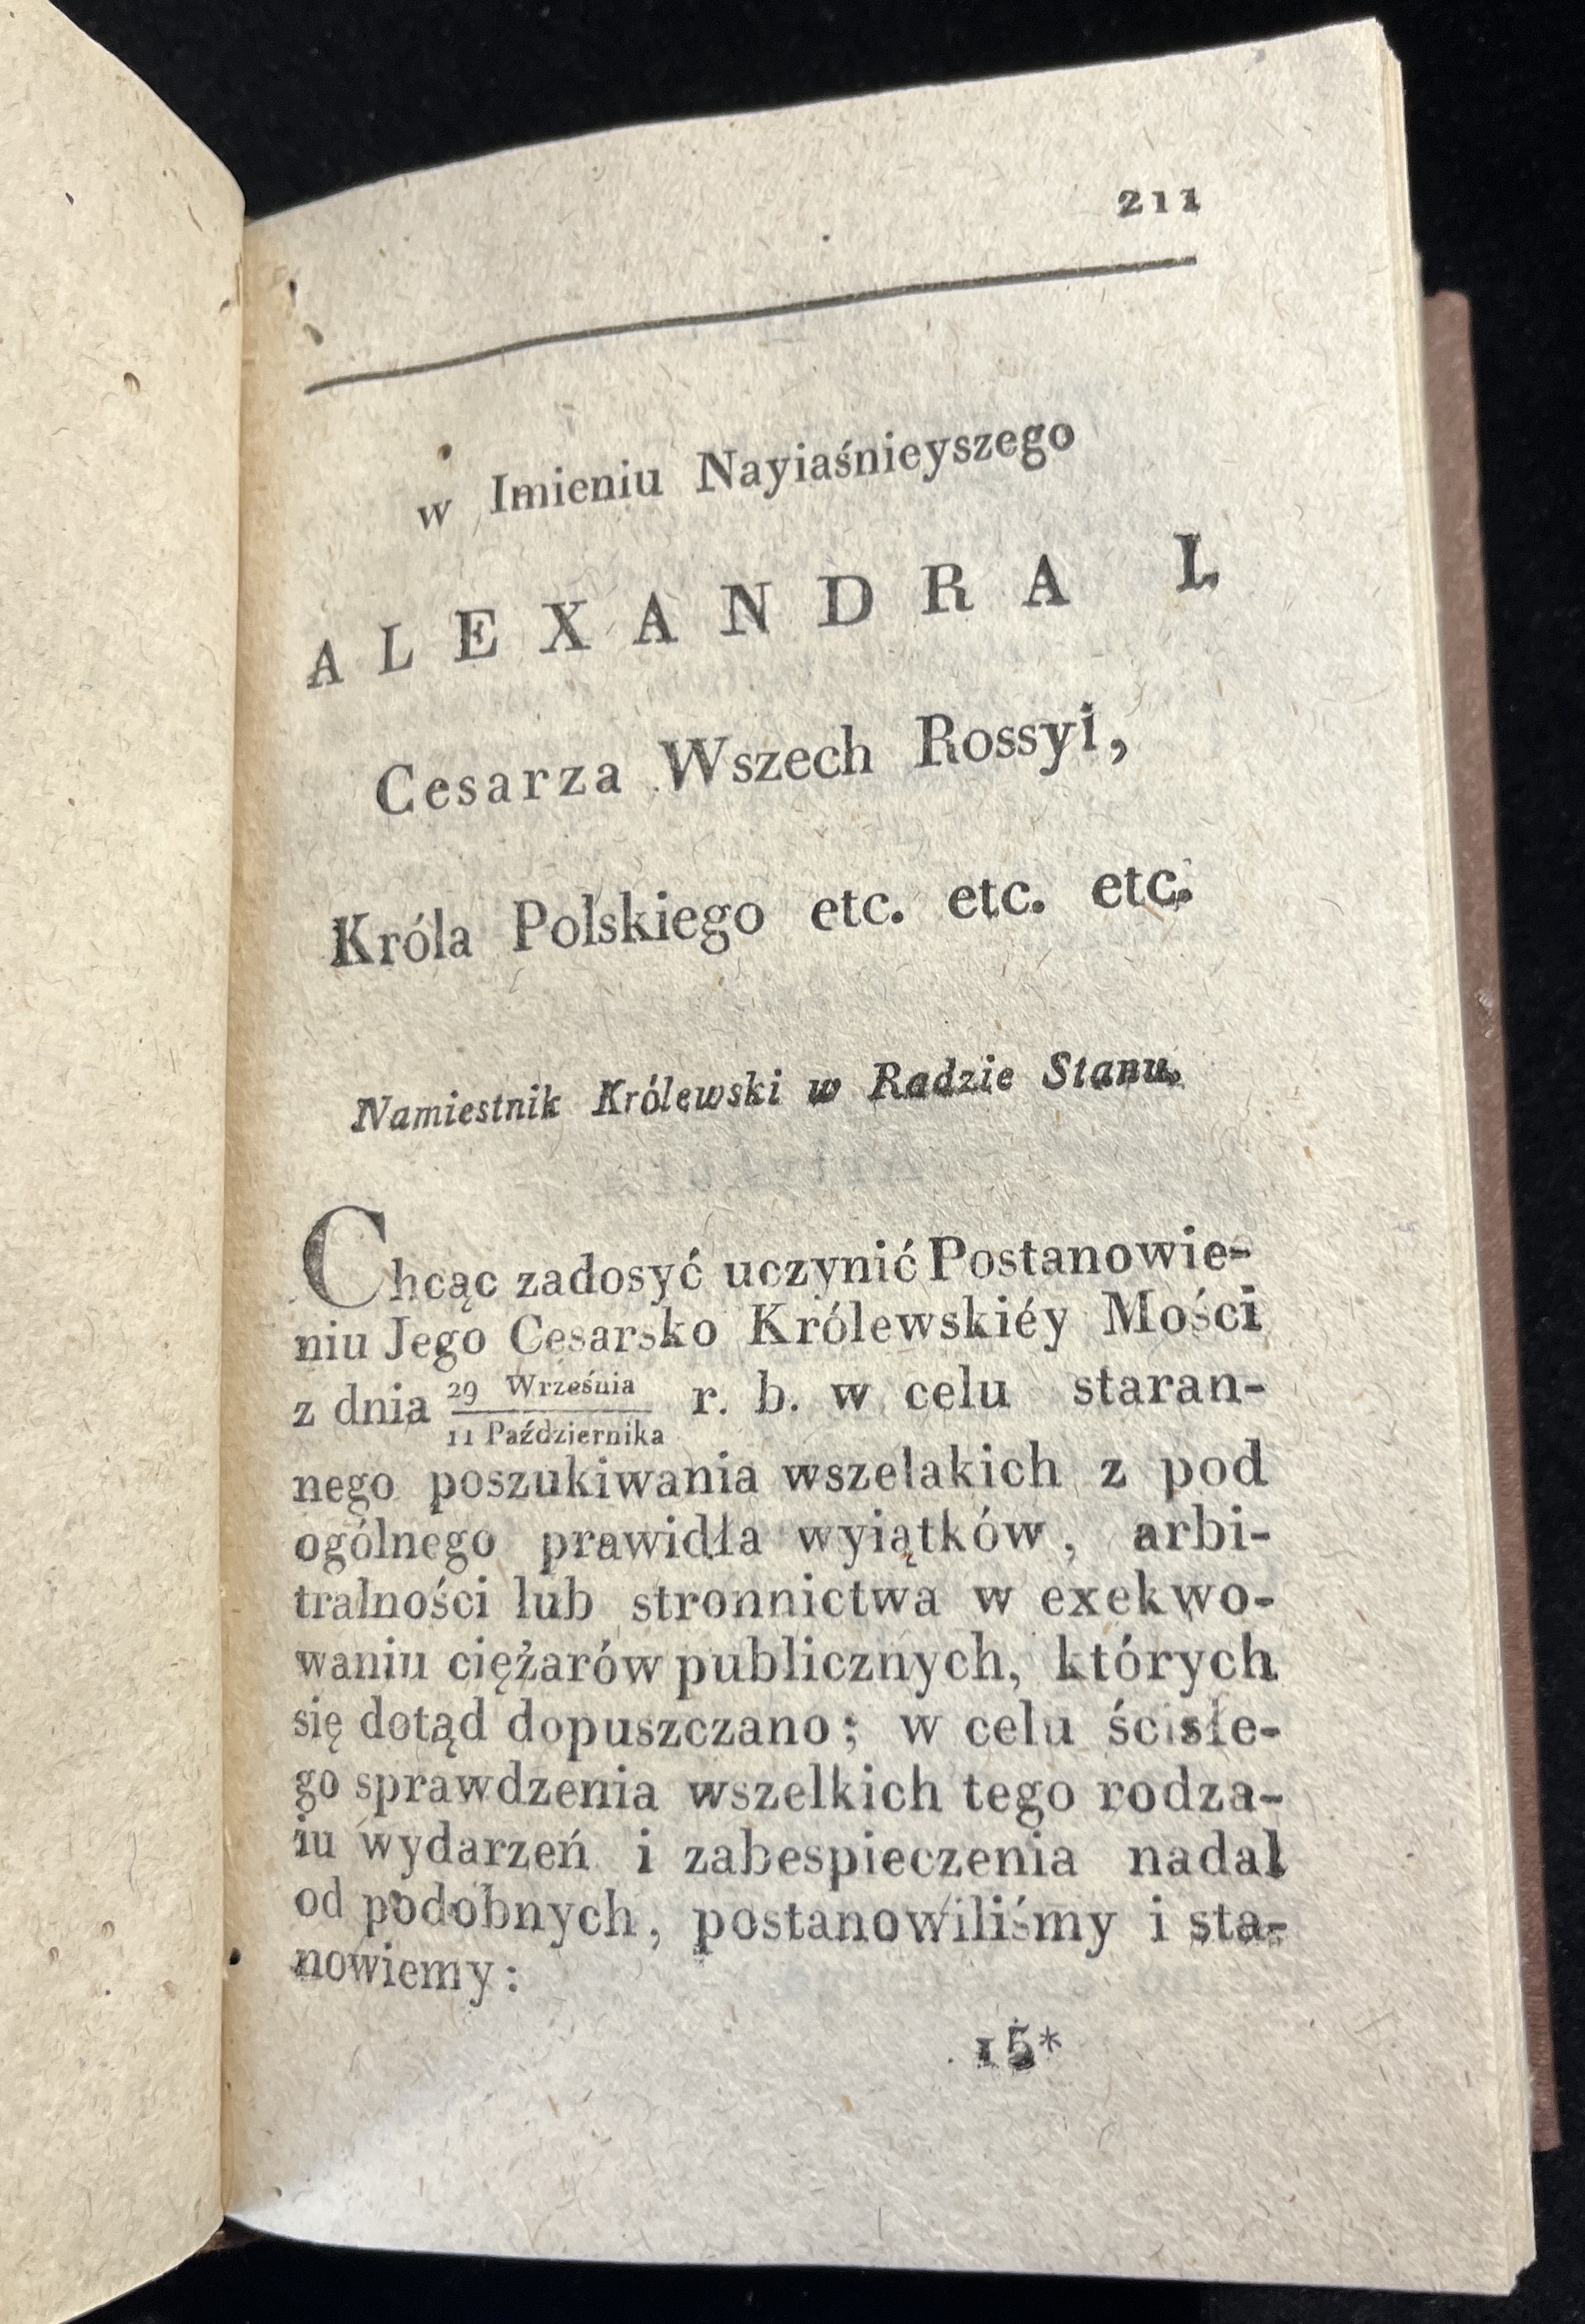 211
w Imieniu Nayiaśnieyszego
ALEXANDRA I.
Cesarza Wszech Rossyi,
Króla Polskiego etc. etc. etc.
Namiestnik Królewski w Radzie Stanu.
Chcąc zadosyć uczynić Postanowie-
niu Jego Cesarsko Królewskiéy Mości
z dnia 29 Września / 11 Października r. b. w celu staran-
nego poszukiwania wszelakich z pod
ogólnego prawidła wyiątków, arbi-
tralności lub stronnictwa w exekwo-
waniu ciężarów publicznych, których
się dotąd dopuszczano; w celu ścisłe-
go sprawdzenia wszelkich tego rodza-
iu wydarzeń i zabespieczenia nadal
od podobnych, postanowiliśmy i sta-
nowiemy:
15*